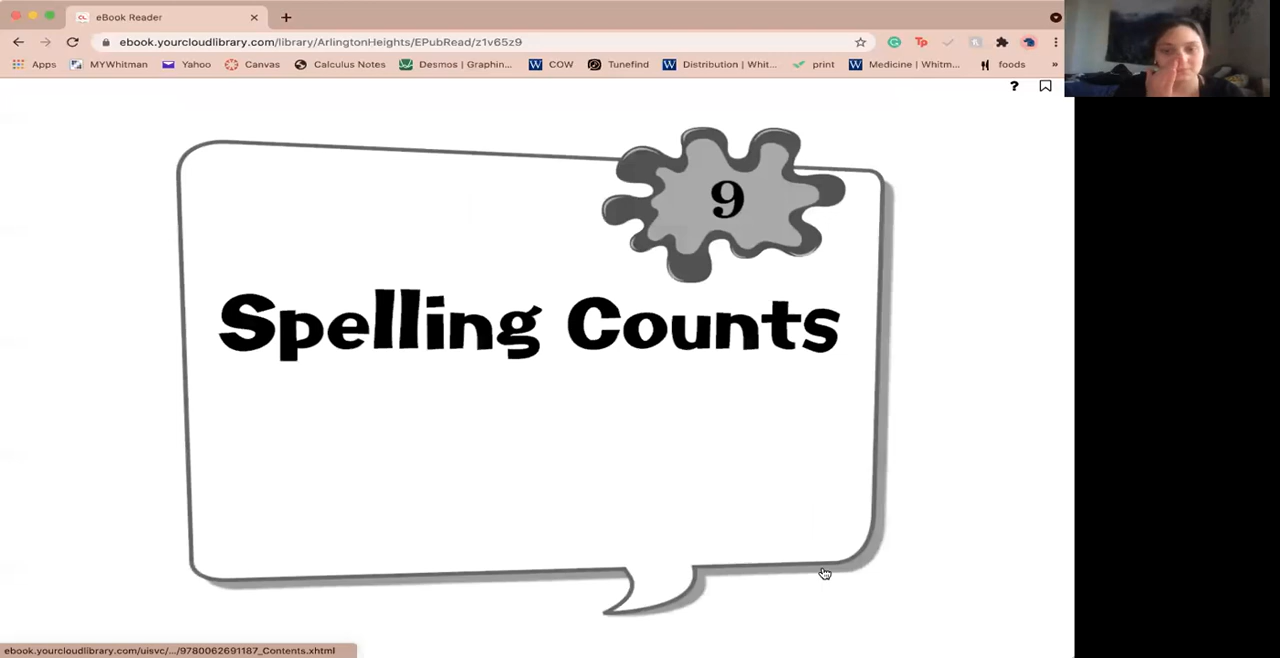 eBook Reader
ebook.yourcloudlibrary.com/library/ArlingtonHeights/EPubRead/z1v65z9
Apps MYWhitman Yahoo Canvas Calculus Notes Desmos | Graphin... COW Tunefind Distribution | Whit... print Medicine | Whitm... foods »
?
9
Spelling Counts
ebook.yourcloudlibrary.com/uisvc/.../9780062691187_Contents.xhtml